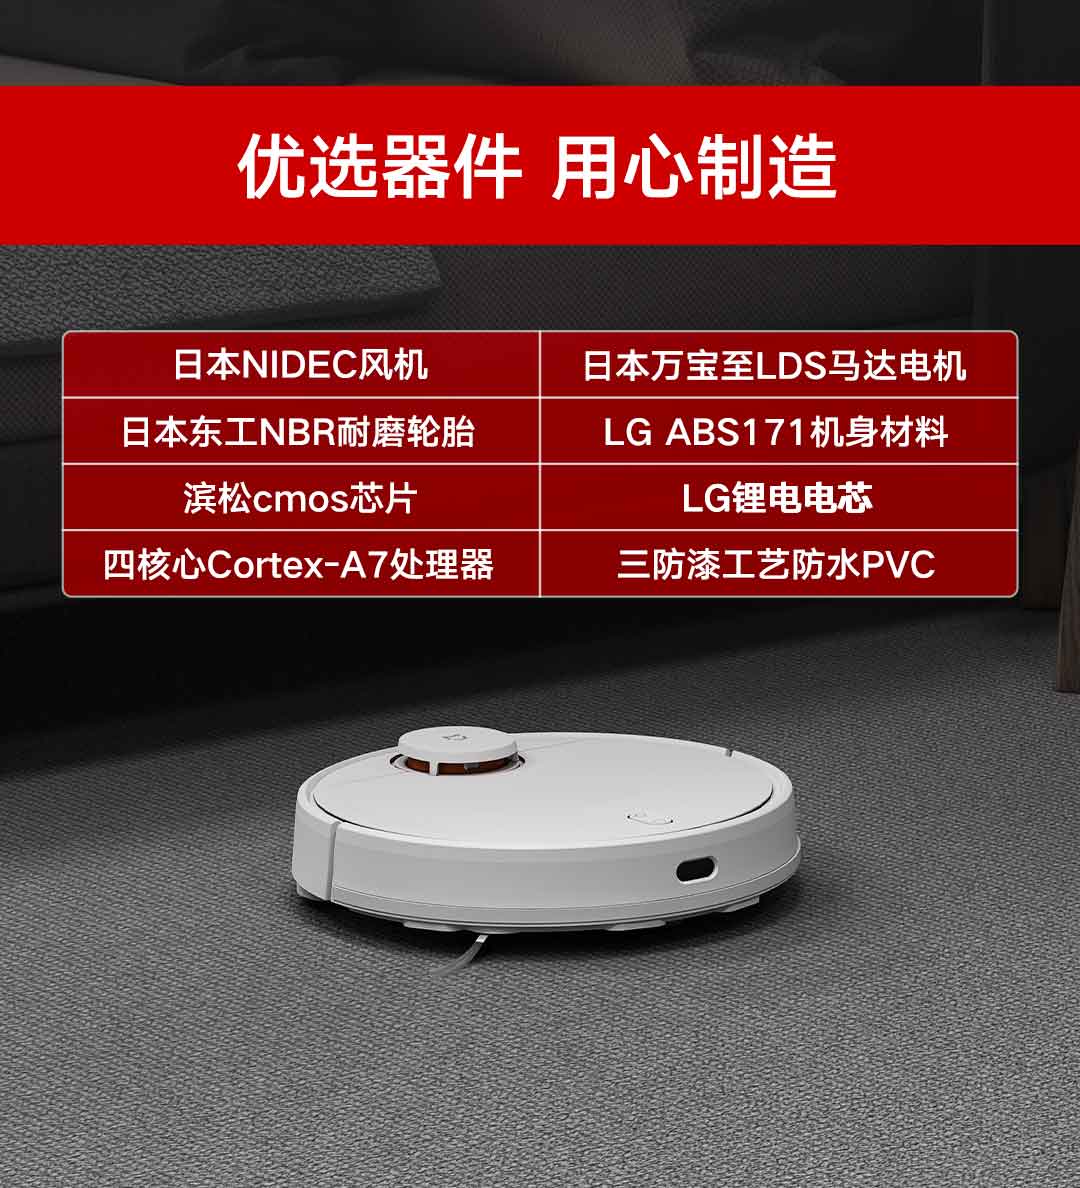 优选器件 用心制造
日本NIDEC风机
日本万宝至LDS马达电机
日本东工NBR耐磨轮胎
LG ABS171机身材料
滨松cmos芯片
LG锂电电芯
四核心Cortex-A7处理器
三防漆工艺防水PVC